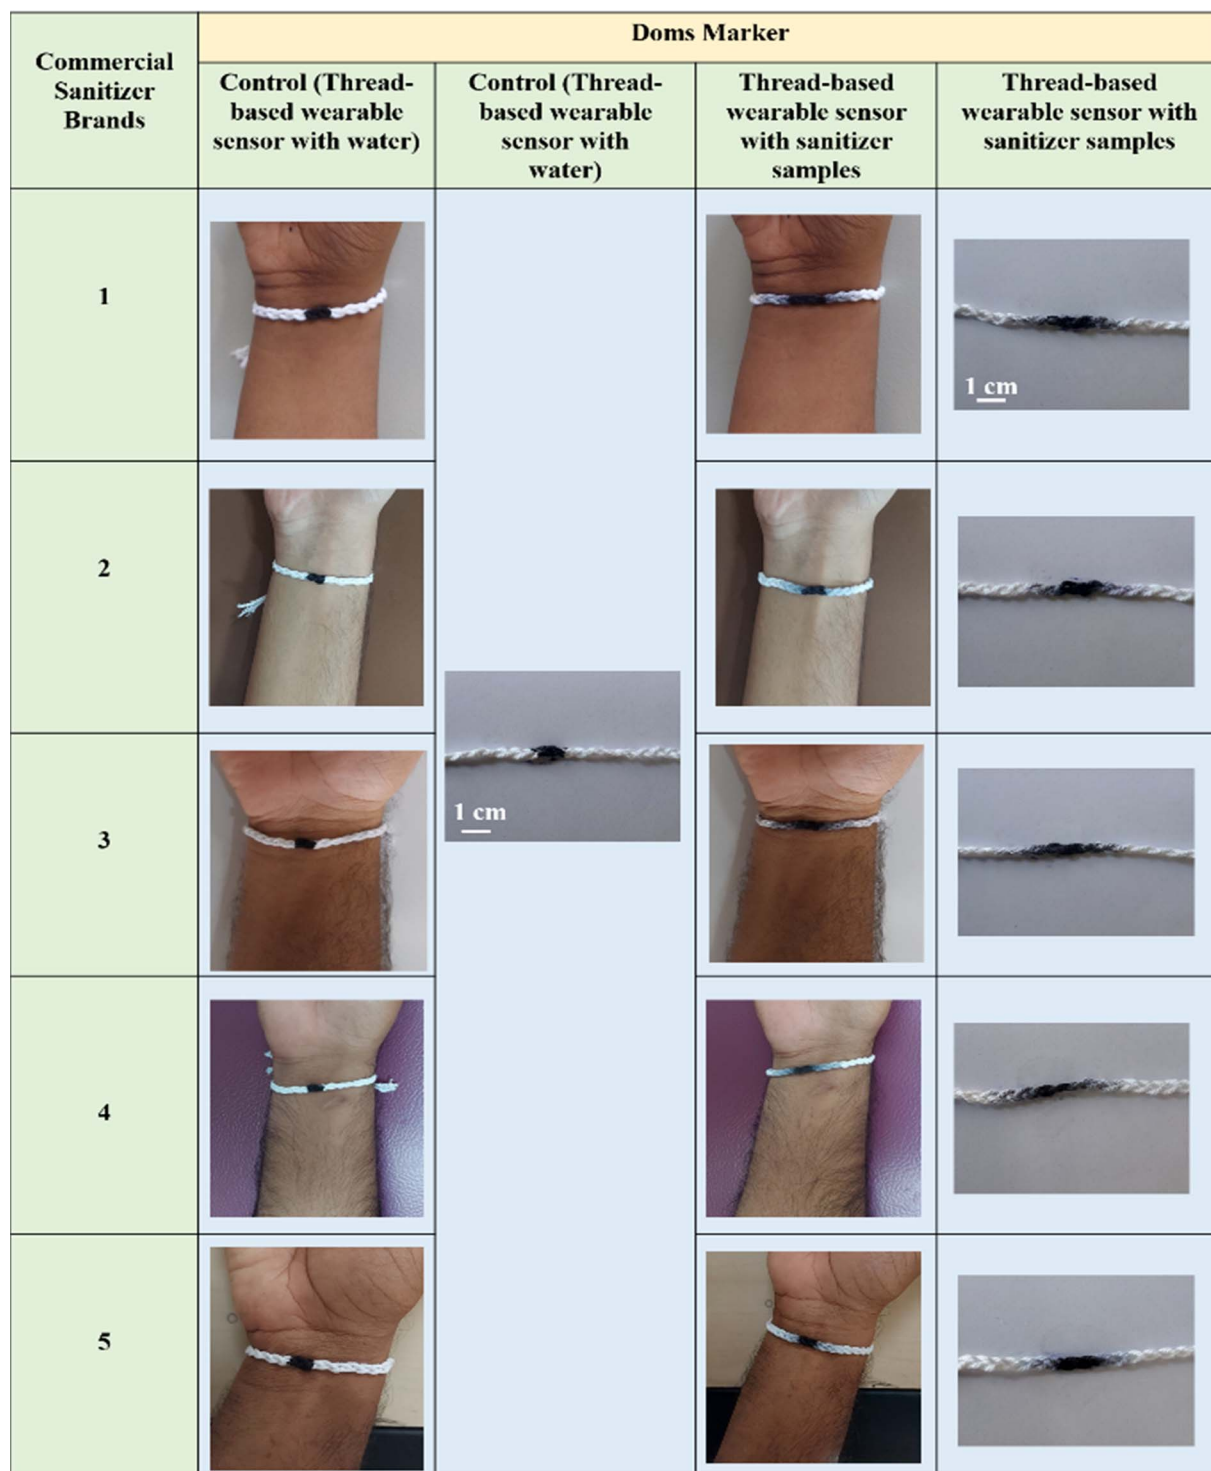 Doms Marker
Commercial
Sanitizer
Brands
Control (Thread-
based wearable
sensor with water)
Control (Thread-
based wearable
sensor with
water)
Thread-based
wearable sensor
with sanitizer
samples
Thread-based
wearable sensor with
sanitizer samples
1
1 cm
2
1 cm
3
4
5